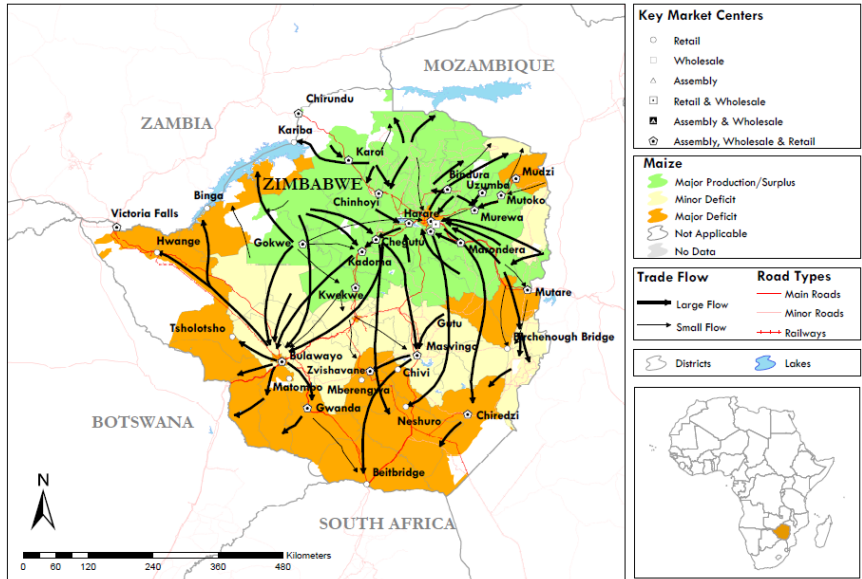 MOZAMBIQUE
ZAMBIA
ZIMBABWE
BOTSWANA
SOUTH AFRICA
Chirundu
Kariba
Karoi
Bindura
Uzumba
Mudzi
Mutoko
Binga
Chinhoyi
Murewa
Victoria Falls
Harare
Hwange
Gokwe
Chegutu
Marondera
Kadoma
Kwekwe
Mutare
Tsholotsho
Gutu
Birchenough Bridge
Bulawayo
Masvingo
Zvishavane
Chivi
Matombo
Mberengwa
Gwanda
Neshuro
Chiredzi
Beitbridge
N
0 60 120 240 360 480
Kilometers
Key Market Centers
Retail
Wholesale
Assembly
Retail & Wholesale
Assembly & Wholesale
Assembly, Wholesale & Retail
Maize
Major Production/Surplus
Minor Deficit
Major Deficit
Not Applicable
No Data
Trade Flow Road Types
Large Flow Main Roads
Small Flow Minor Roads
Railways
Districts Lakes